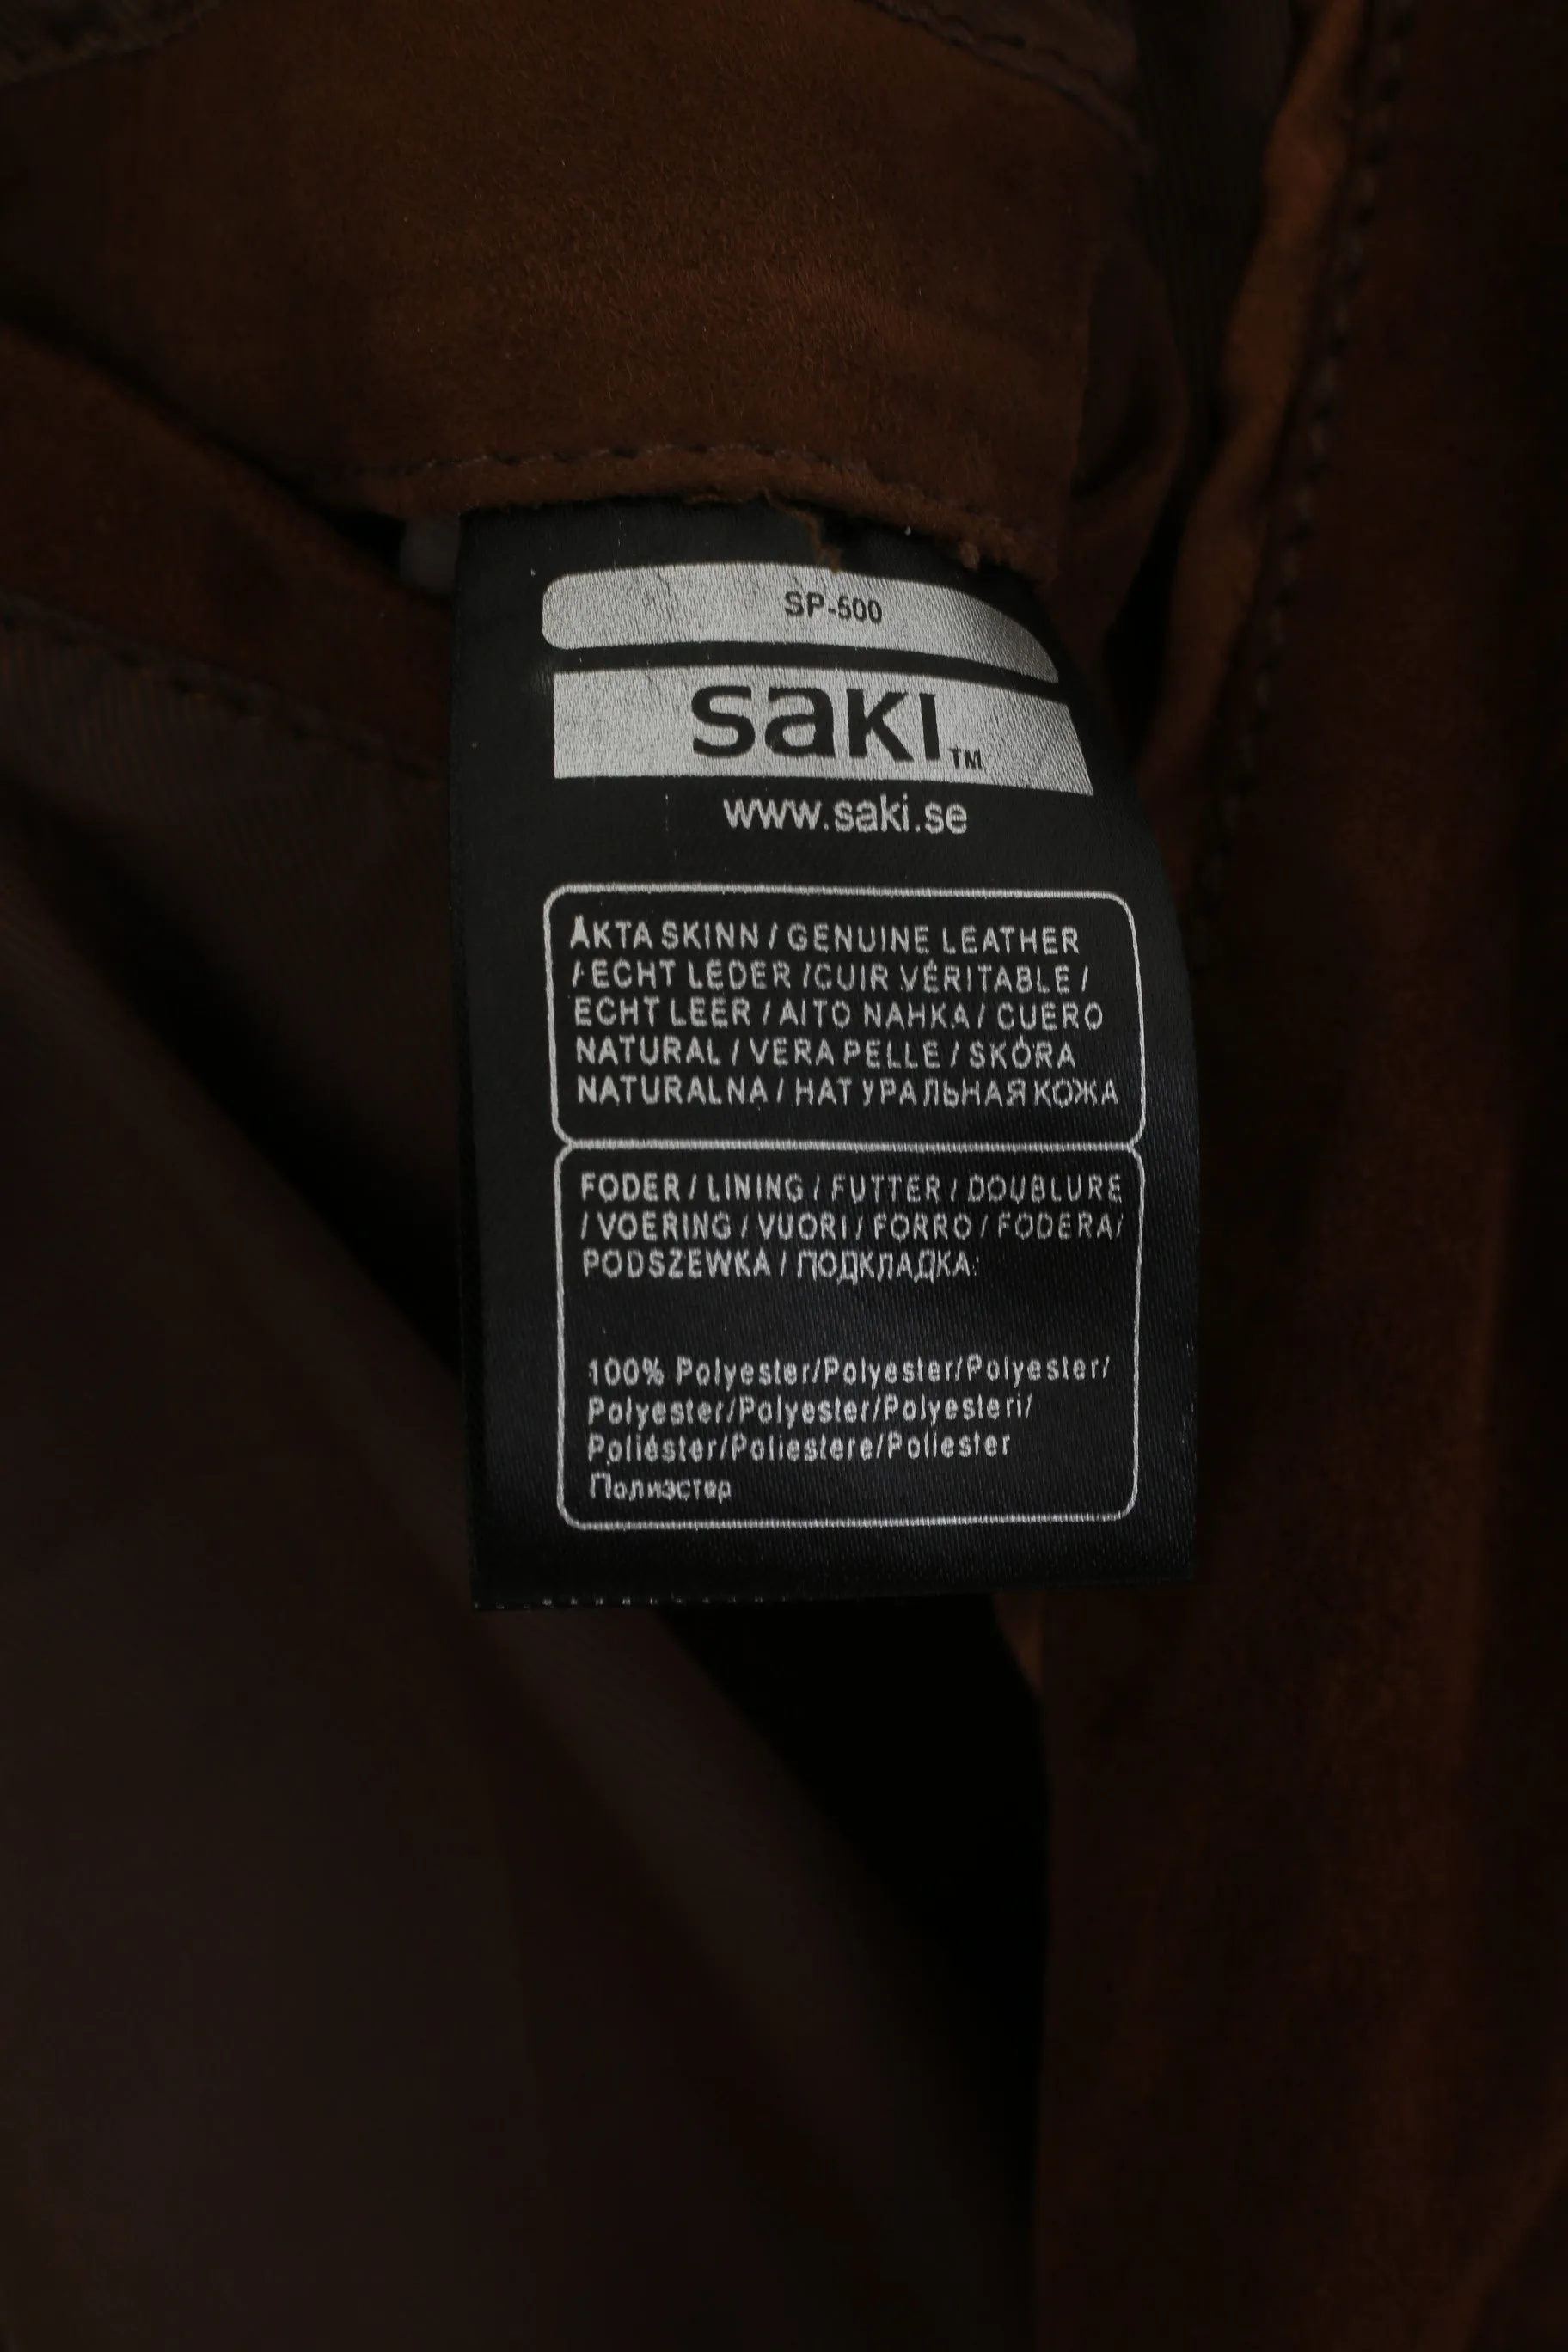 SP-500
saki™
www.saki.se
ÄKTA SKINN / GENUINE LEATHER
/ ECHT LEDER / CUIR VÉRITABLE /
ECHT LEER / AITO NAHKA / CUERO
NATURAL / VERA PELLE / SKÓRA
NATURALNA / НАТУРАЛЬНАЯ КОЖА
FODER / LINING / FUTTER / DOUBLURE
/ VOERING / VUORI / FORRO / FODERA/
PODSZEWKA / ПОДКЛАДКА:
100% Polyester/Polyester/Polyester/
Polyester/Polyester/Polyesteri/
Poliéster/Poliestere/Poliester
Полиэстер